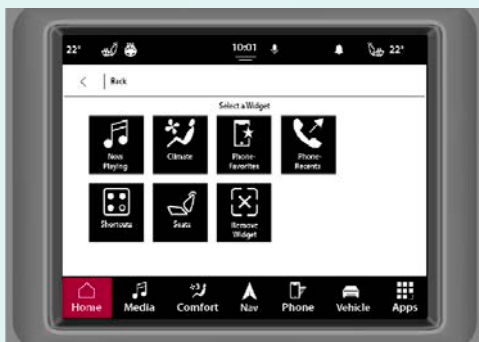 22°
10:01
22°
Back
Select a Widget
Now
Playing
Climate
Phone-
Favorites
Phone-
Recents
Shortcuts
Seats
Remove
Widget
Home
Media
Comfort
Nav
Phone
Vehicle
Apps